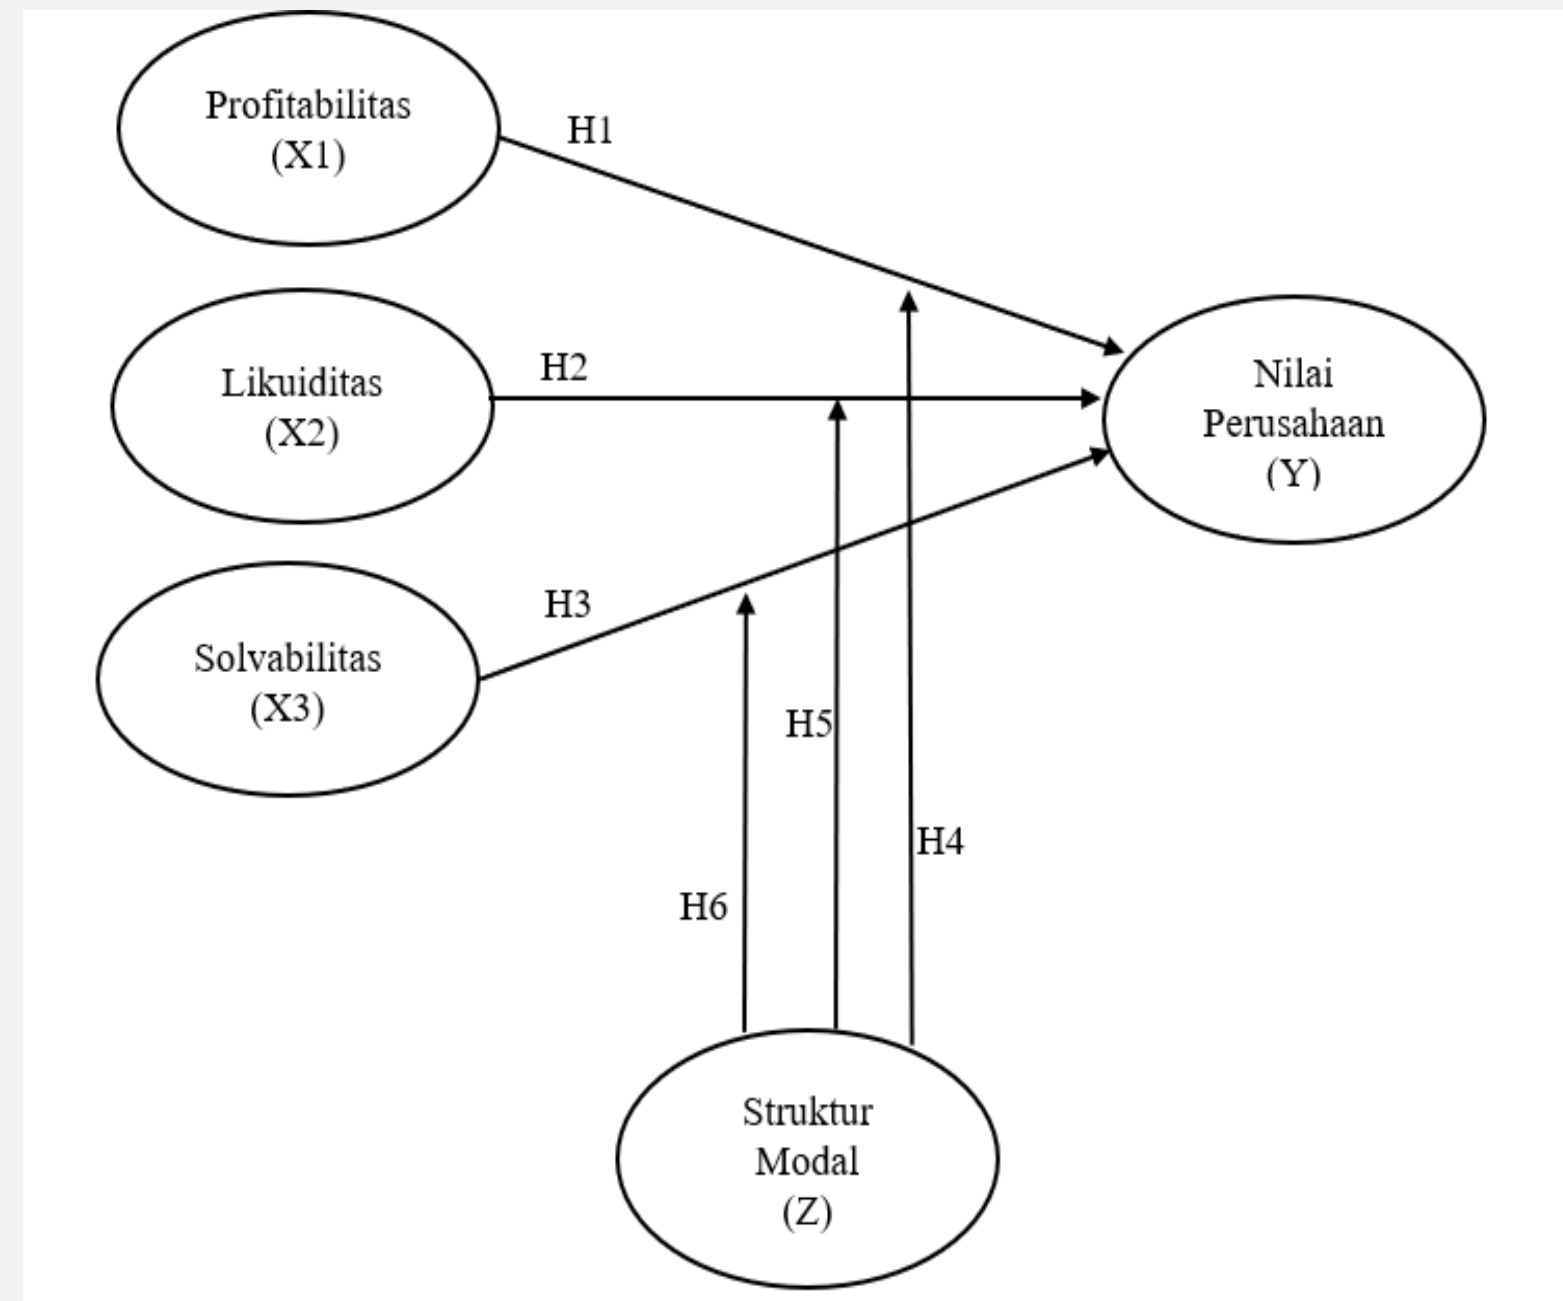 Profitabilitas
(X1)
H1
Likuiditas
(X2)
H2
Nilai
Perusahaan
(Y)
Solvabilitas
(X3)
H3
H5
H4
H6
Struktur
Modal
(Z)